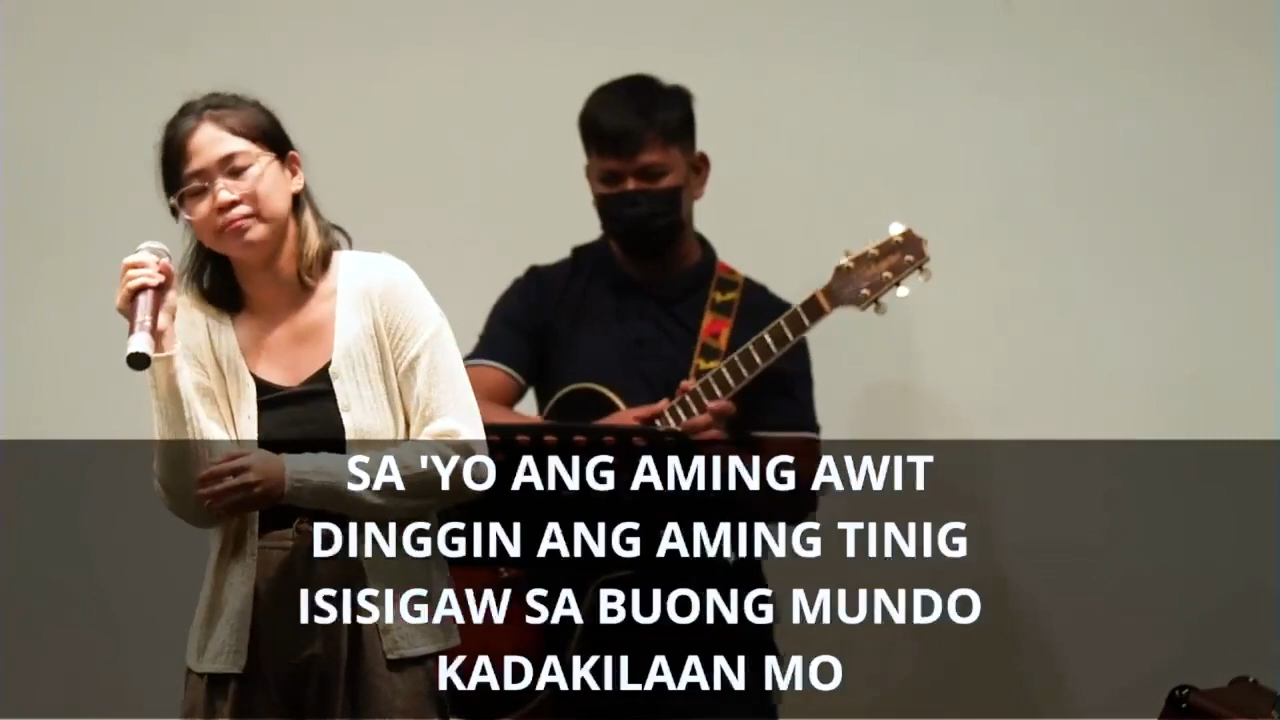 SA 'YO ANG AMING AWIT
DINGGIN ANG AMING TINIG
ISISIGAW SA BUONG MUNDO
KADAKILAAN MO